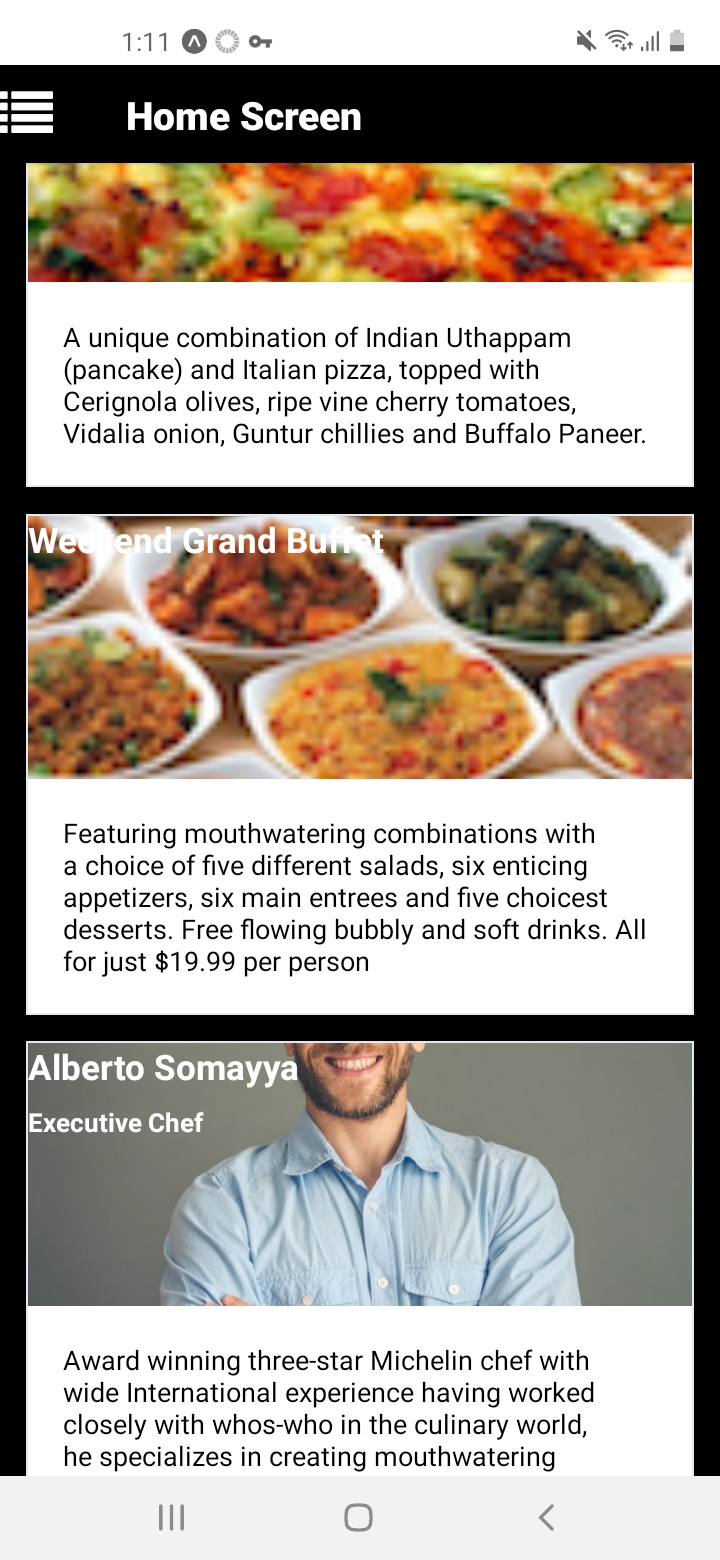 1:11
Home Screen
A unique combination of Indian Uthappam
(pancake) and Italian pizza, topped with
Cerignola olives, ripe vine cherry tomatoes,
Vidalia onion, Guntur chillies and Buffalo Paneer.
Weekend Grand Buffet
Featuring mouthwatering combinations with
a choice of five different salads, six enticing
appetizers, six main entrees and five choicest
desserts. Free flowing bubbly and soft drinks. All
for just $19.99 per person
Alberto Somayya
Executive Chef
Award winning three-star Michelin chef with
wide International experience having worked
closely with whos-who in the culinary world,
he specializes in creating mouthwatering